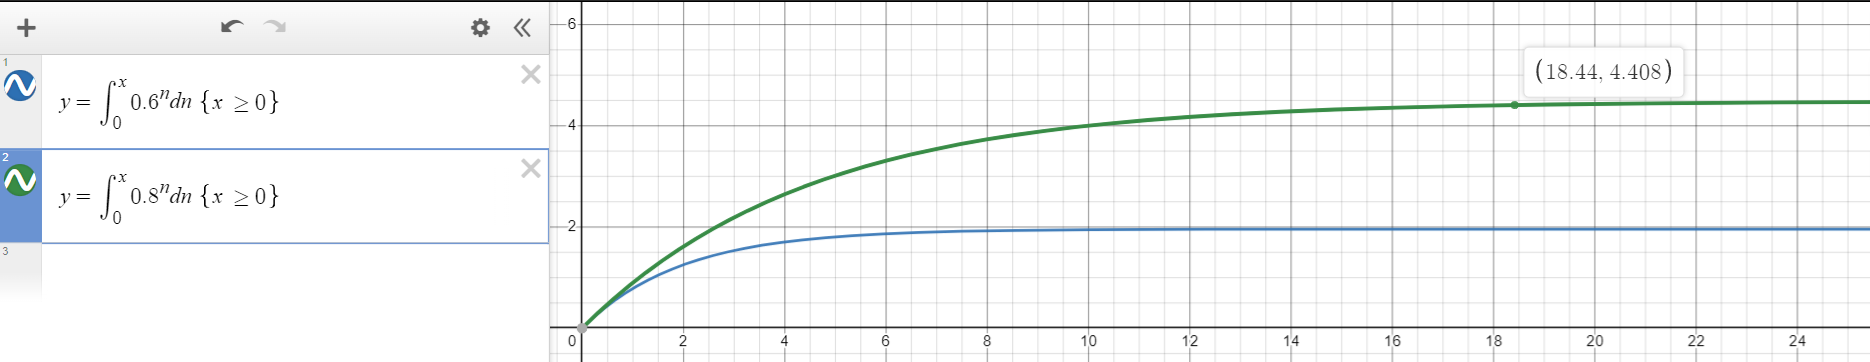 1
y = ∫₀ˣ 0.6ⁿdn {x ≥ 0}
2
y = ∫₀ˣ 0.8ⁿdn {x ≥ 0}
3
6
4
2
(18.44, 4.408)
0 2 4 6 8 10 12 14 16 18 20 22 24